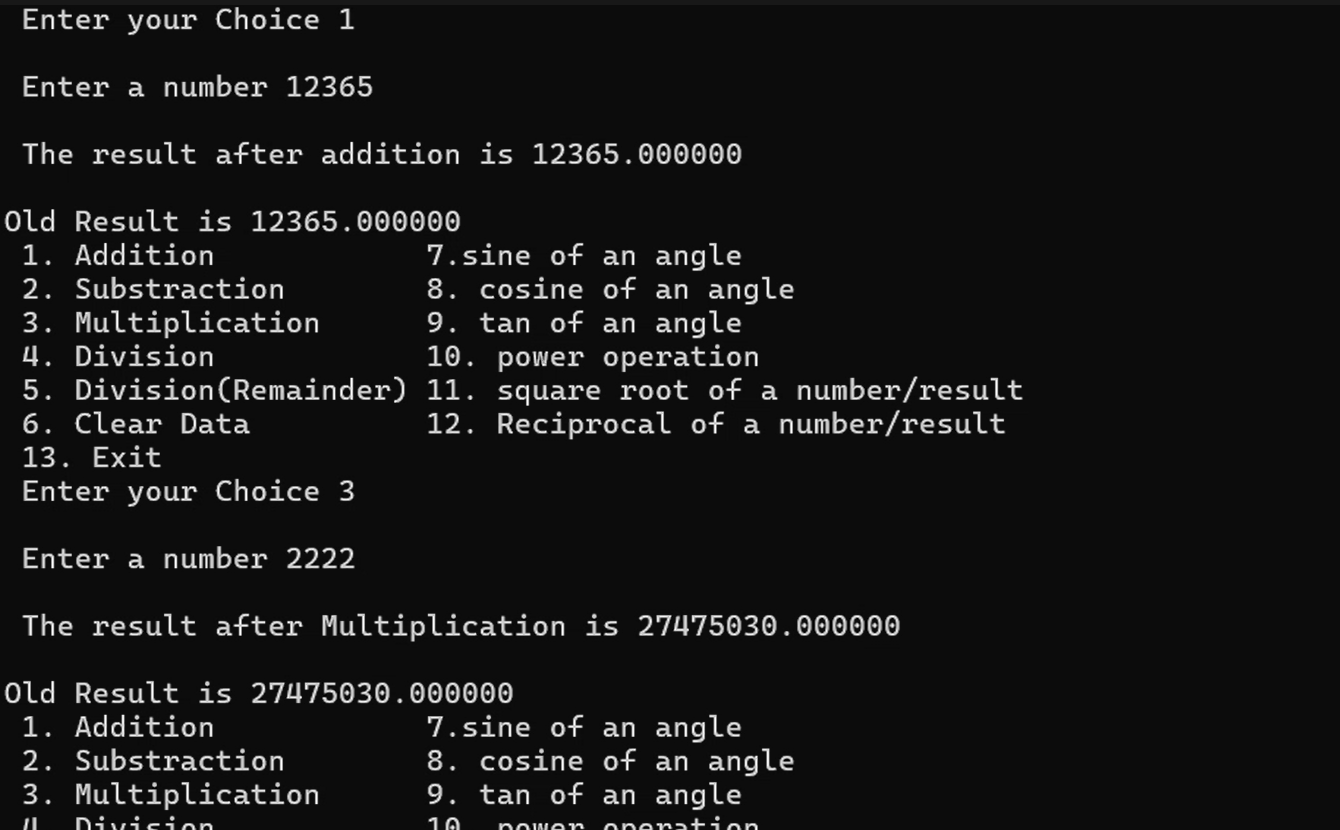 Enter your Choice 1
Enter a number 12365
The result after addition is 12365.000000
Old Result is 12365.000000
1. Addition 7.sine of an angle
2. Substraction 8. cosine of an angle
3. Multiplication 9. tan of an angle
4. Division 10. power operation
5. Division(Remainder) 11. square root of a number/result
6. Clear Data 12. Reciprocal of a number/result
13. Exit
Enter your Choice 3
Enter a number 2222
The result after Multiplication is 27475030.000000
Old Result is 27475030.000000
1. Addition 7.sine of an angle
2. Substraction 8. cosine of an angle
3. Multiplication 9. tan of an angle
4. Division 10. power operation